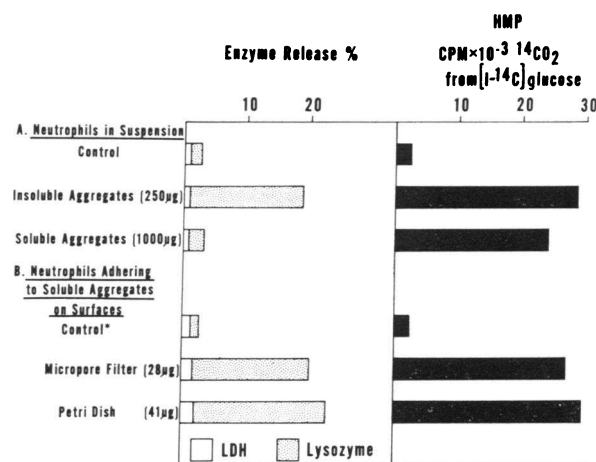 HMP
Enzyme Release %
CPM×10-3 14CO2
from [I-14C] glucose
10 20 10 20 30
A. Neutrophils in Suspension
Control
Insoluble Aggregates (250µg)
Soluble Aggregates (1000µg)
B. Neutrophils Adhering
to Soluble Aggregates
on Surfaces
Control*
Micropore Filter (28µg)
Petri Dish (41µg)
LDH Lysozyme